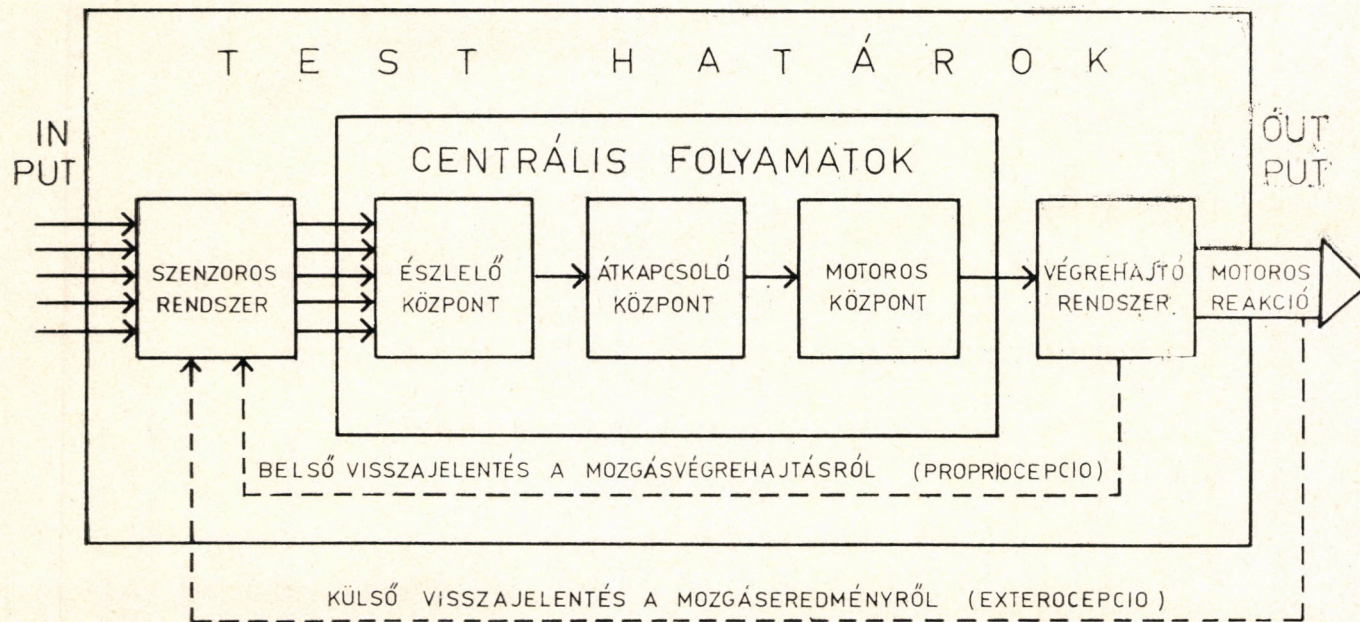 TEST HATÁROK
IN
PUT
CENTRÁLIS FOLYAMATOK
ŐUT
PUT
SZENZOROS
RENDSZER
ÉSZLELŐ
KÖZPONT
ÁTKAPCSOLÓ
KÖZPONT
MOTOROS
KÖZPONT
VÉGREHAJTÓ
RENDSZER
MOTOROS
REAKCIÓ
BELSŐ VISSZAJELENTÉS A MOZGÁSVÉGREHAJTÁSRÓL (PROPRIOCEPCIO)
KÜLSŐ VISSZAJELENTÉS A MOZGÁSEREDMÉNYRŐL (EXTEROCEPCIO)